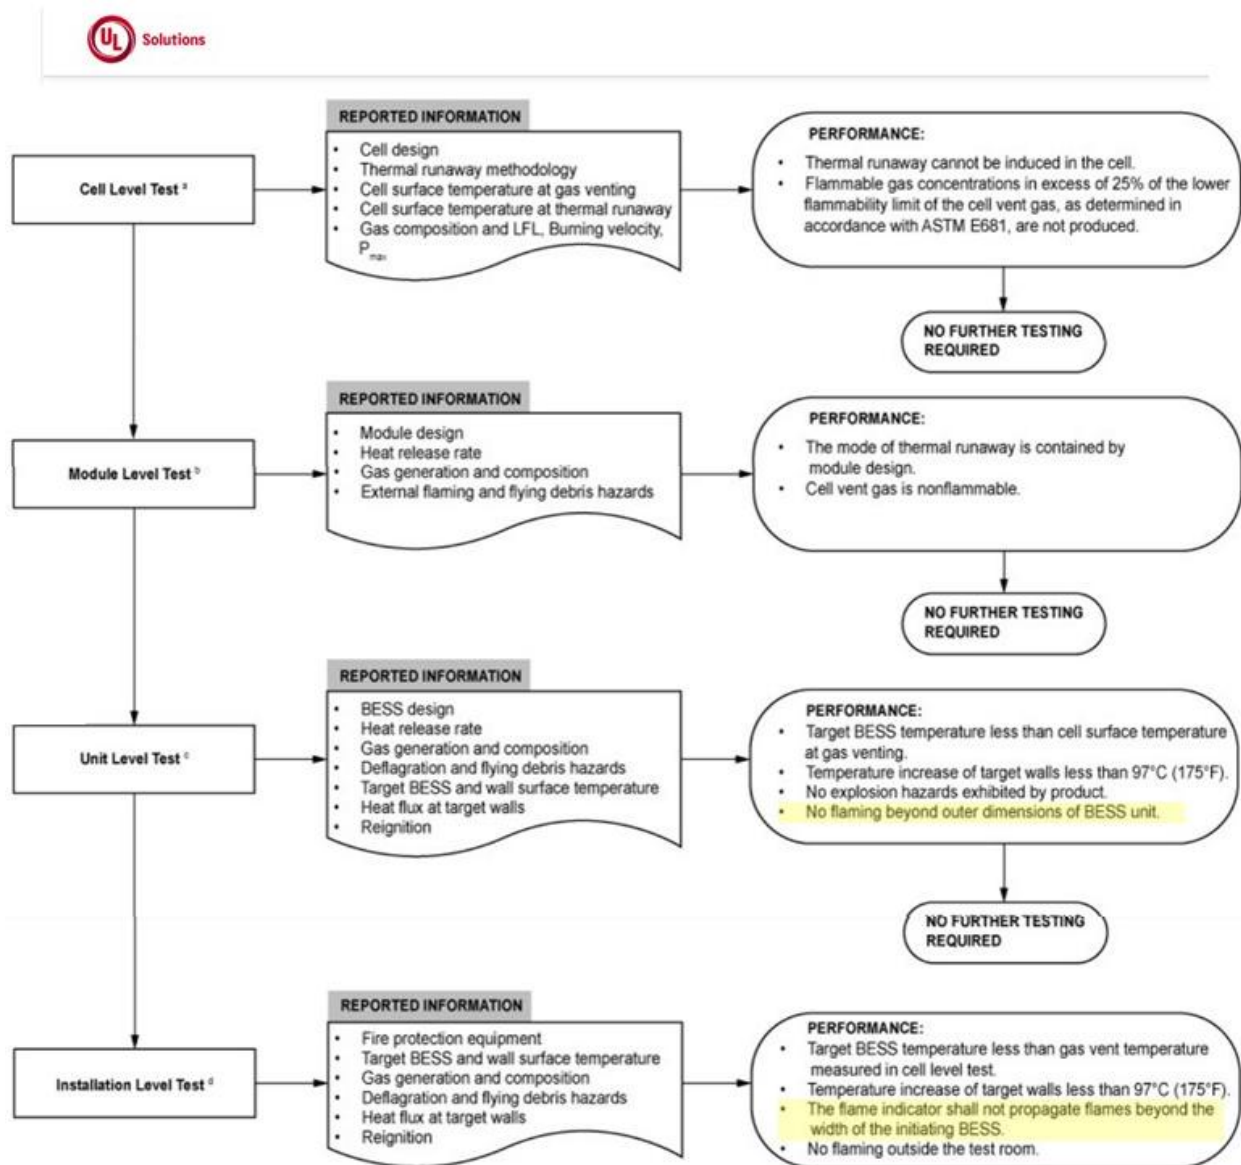 UL Solutions
REPORTED INFORMATION
Cell Level Test a
• Cell design
• Thermal runaway methodology
• Cell surface temperature at gas venting
• Cell surface temperature at thermal runaway
• Gas composition and LFL, Burning velocity,
Pmax
PERFORMANCE:
• Thermal runaway cannot be induced in the cell.
• Flammable gas concentrations in excess of 25% of the lower
flammability limit of the cell vent gas, as determined in
accordance with ASTM E681, are not produced.
NO FURTHER TESTING
REQUIRED
REPORTED INFORMATION
Module Level Test b
• Module design
• Heat release rate
• Gas generation and composition
• External flaming and flying debris hazards
PERFORMANCE:
• The mode of thermal runaway is contained by
module design.
• Cell vent gas is nonflammable.
NO FURTHER TESTING
REQUIRED
REPORTED INFORMATION
Unit Level Test c
• BESS design
• Heat release rate
• Gas generation and composition
• Deflagration and flying debris hazards
• Target BESS and wall surface temperature
• Heat flux at target walls
• Reignition
PERFORMANCE:
• Target BESS temperature less than cell surface temperature
at gas venting.
• Temperature increase of target walls less than 97°C (175°F).
• No explosion hazards exhibited by product.
• No flaming beyond outer dimensions of BESS unit.
NO FURTHER TESTING
REQUIRED
REPORTED INFORMATION
Installation Level Test d
• Fire protection equipment
• Target BESS and wall surface temperature
• Gas generation and composition
• Deflagration and flying debris hazards
• Heat flux at target walls
• Reignition
PERFORMANCE:
• Target BESS temperature less than gas vent temperature
measured in cell level test.
• Temperature increase of target walls less than 97°C (175°F).
• The flame indicator shall not propagate flames beyond the
width of the initiating BESS.
• No flaming outside the test room.